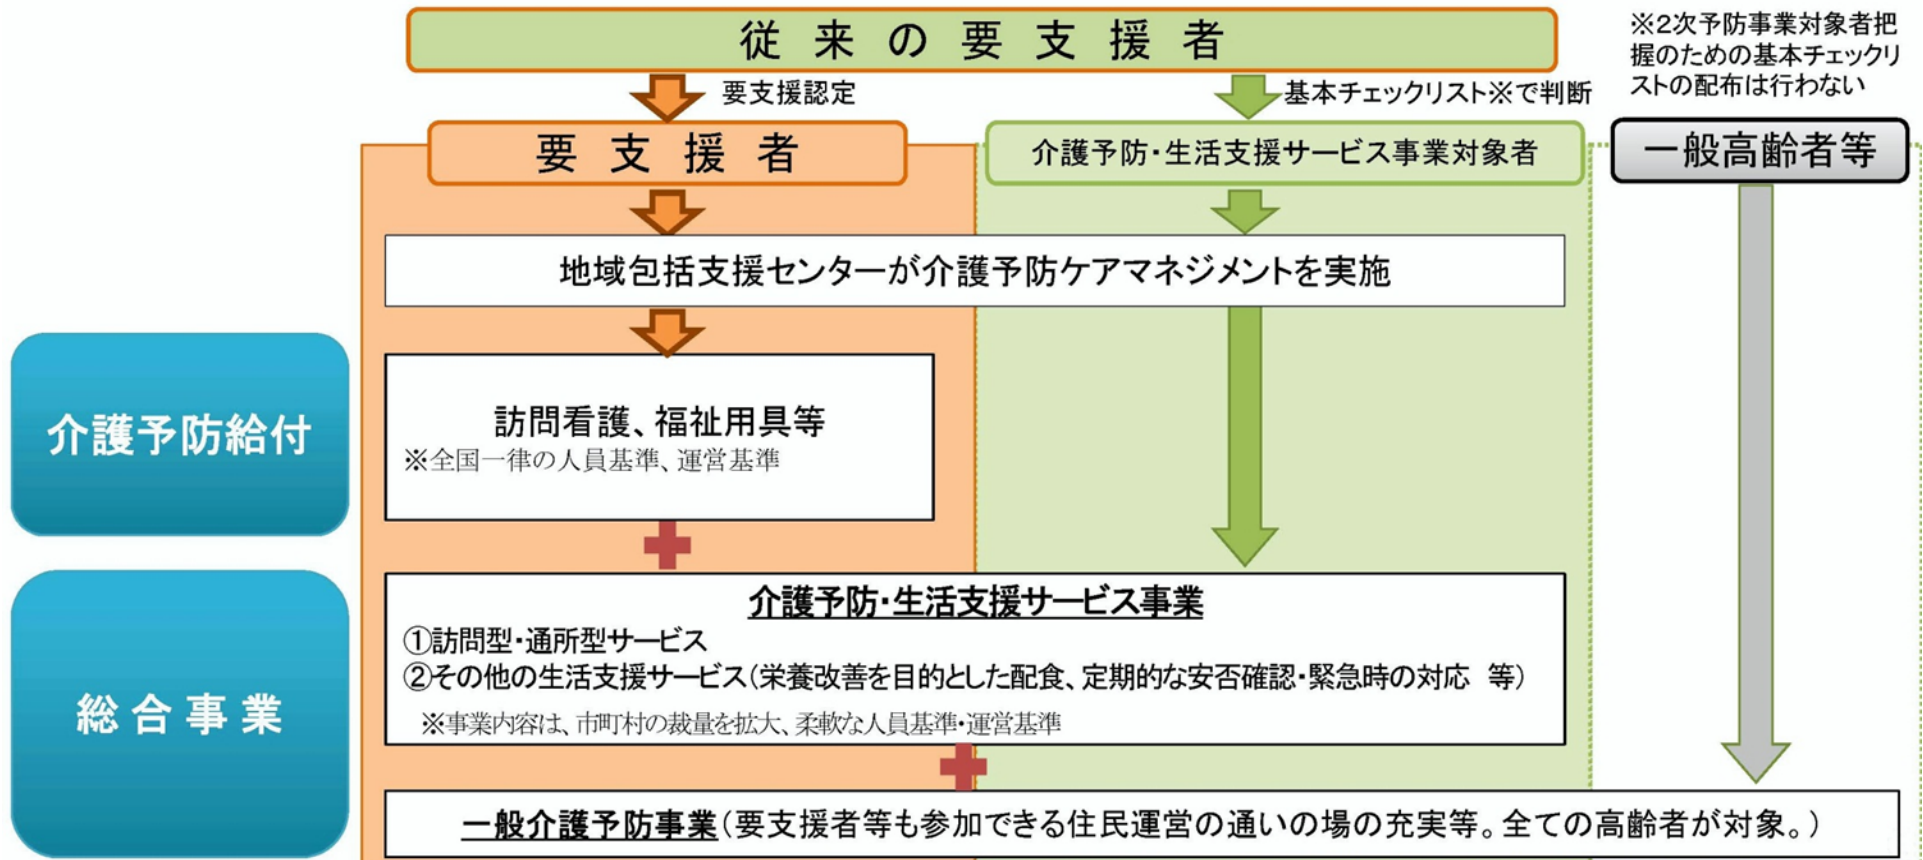 従来の要支援者
※2次予防事業対象者把
握のための基本チェックリ
ストの配布は行わない
要支援認定
基本チェックリスト※で判断
要支援者
介護予防・生活支援サービス事業対象者
一般高齢者等
地域包括支援センターが介護予防ケアマネジメントを実施
介護予防給付
訪問看護、福祉用具等
※全国一律の人員基準、運営基準
総合事業
介護予防・生活支援サービス事業
①訪問型・通所型サービス
②その他の生活支援サービス(栄養改善を目的とした配食、定期的な安否確認・緊急時の対応 等)
※事業内容は、市町村の裁量を拡大、柔軟な人員基準・運営基準
一般介護予防事業(要支援者等も参加できる住民運営の通いの場の充実等。全ての高齢者が対象。)